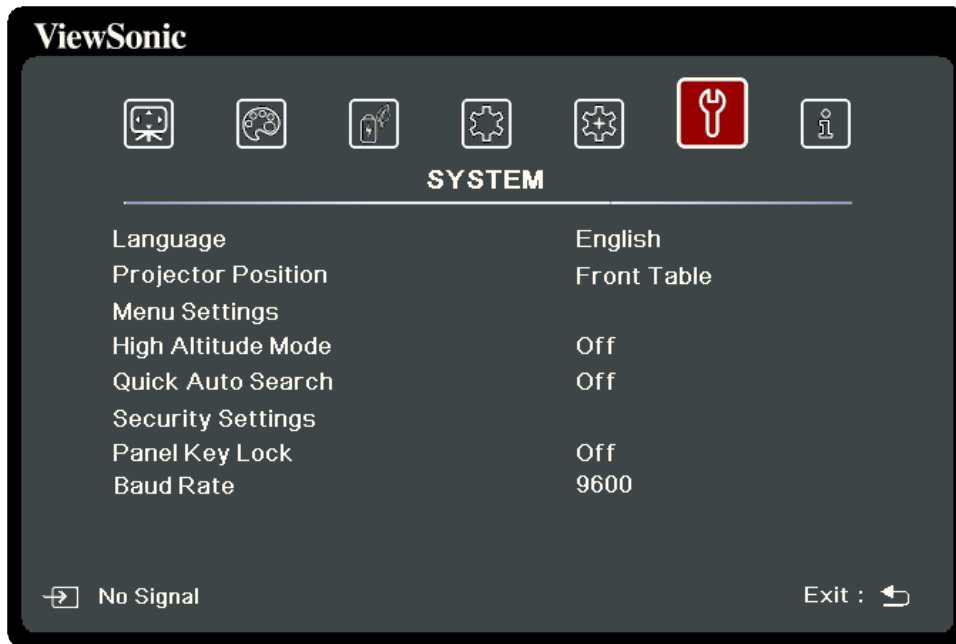 ViewSonic
SYSTEM
Language English
Projector Position Front Table
Menu Settings
High Altitude Mode Off
Quick Auto Search Off
Security Settings
Panel Key Lock Off
Baud Rate 9600
No Signal Exit :